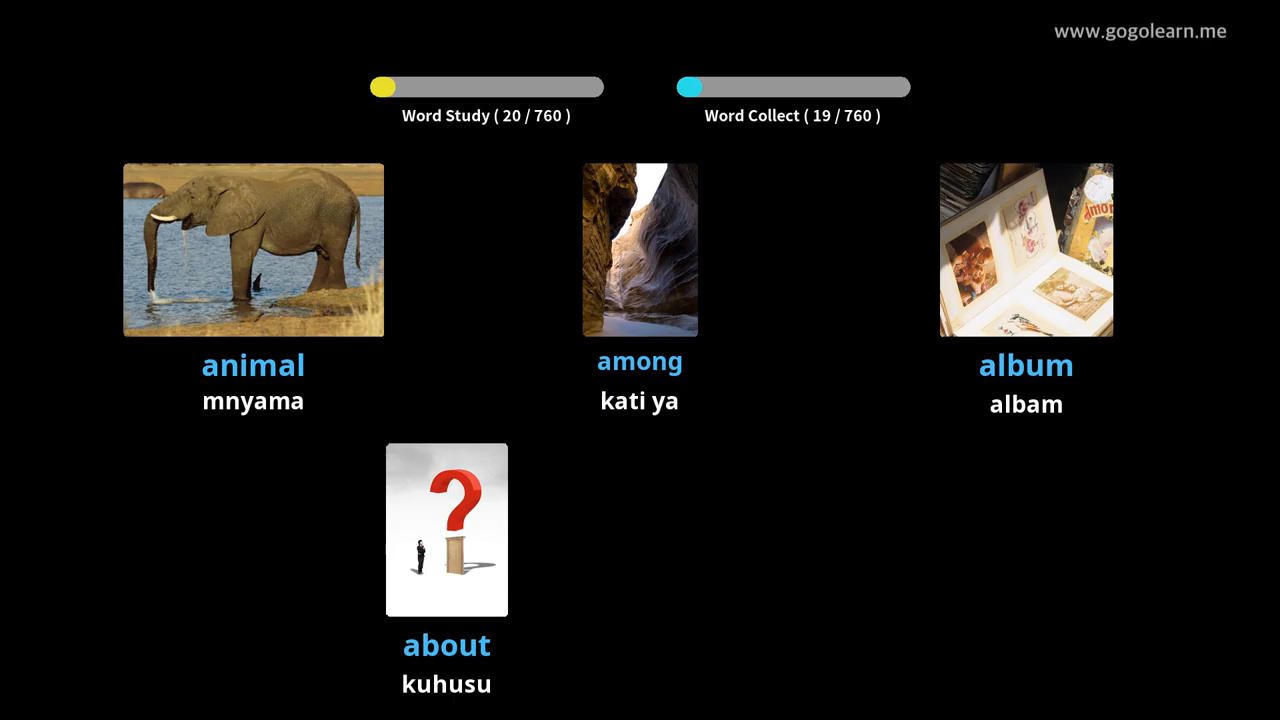 www.gogolearn.me
Word Study ( 20 / 760 )
Word Collect ( 19 / 760 )
animal
mnyama
among
kati ya
album
albam
about
kuhusu